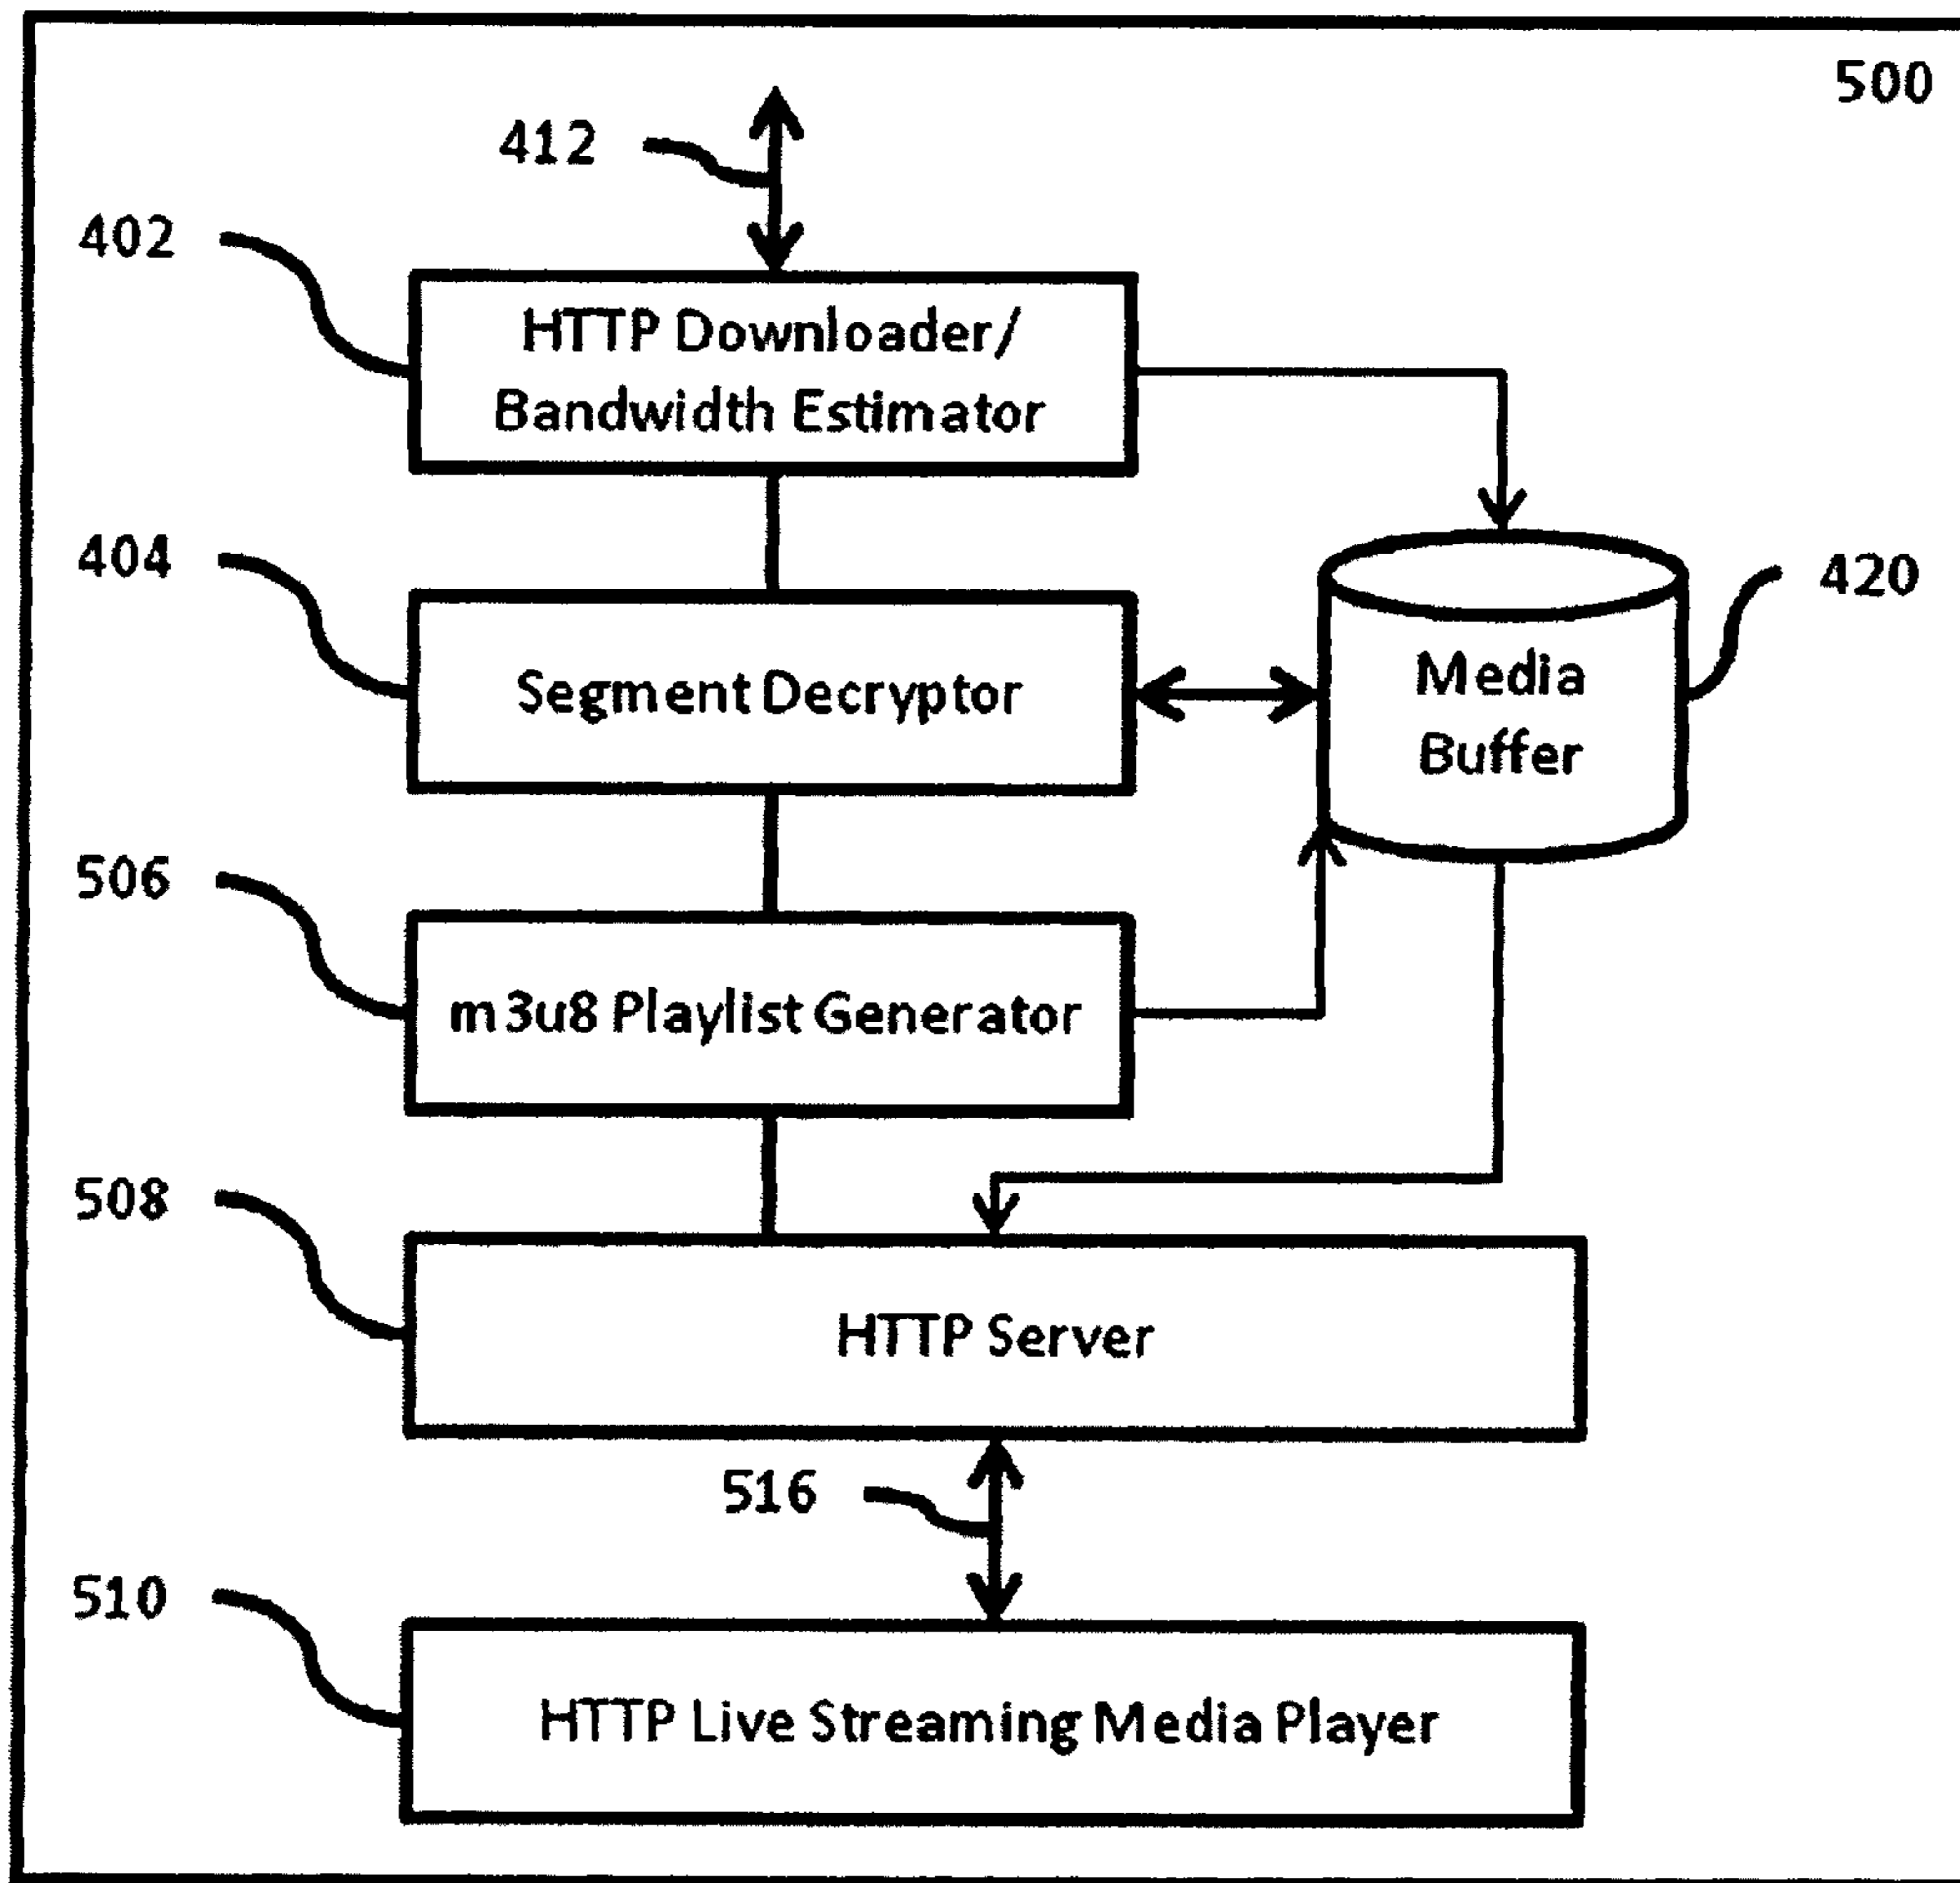 500
412
402
HTTP Downloader/
Bandwidth Estimator
404
420
Segment Decryptor
Media
Buffer
506
m3u8 Playlist Generator
508
HTTP Server
516
510
HTTP Live Streaming Media Player